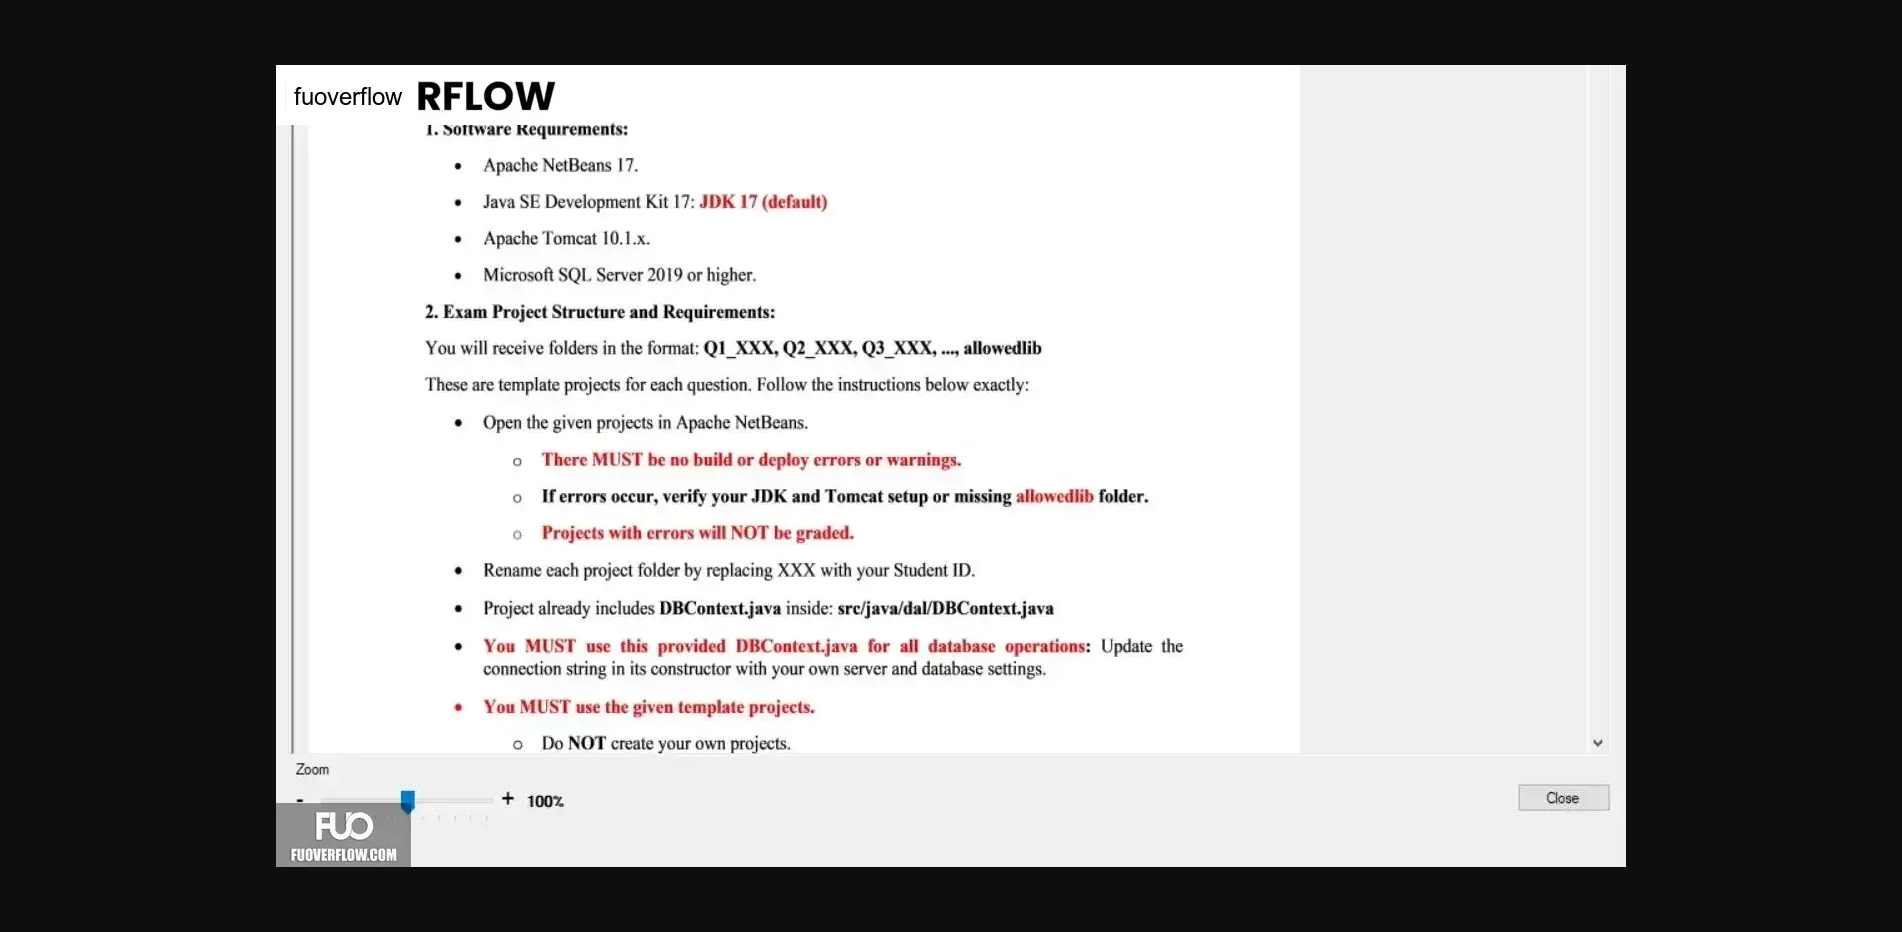 fuoverflow RFLOW
1. Software Requirements:
• Apache NetBeans 17.
• Java SE Development Kit 17: JDK 17 (default)
• Apache Tomcat 10.1.x.
• Microsoft SQL Server 2019 or higher.
2. Exam Project Structure and Requirements:
You will receive folders in the format: Q1_XXX, Q2_XXX, Q3_XXX, ..., allowedlib
These are template projects for each question. Follow the instructions below exactly:
• Open the given projects in Apache NetBeans.
o There MUST be no build or deploy errors or warnings.
o If errors occur, verify your JDK and Tomcat setup or missing allowedlib folder.
o Projects with errors will NOT be graded.
• Rename each project folder by replacing XXX with your Student ID.
• Project already includes DBContext.java inside: src/java/dal/DBContext.java
• You MUST use this provided DBContext.java for all database operations: Update the
connection string in its constructor with your own server and database settings.
• You MUST use the given template projects.
o Do NOT create your own projects.
Zoom
- + 100%
Close
FUO
FUOVERFLOW.COM